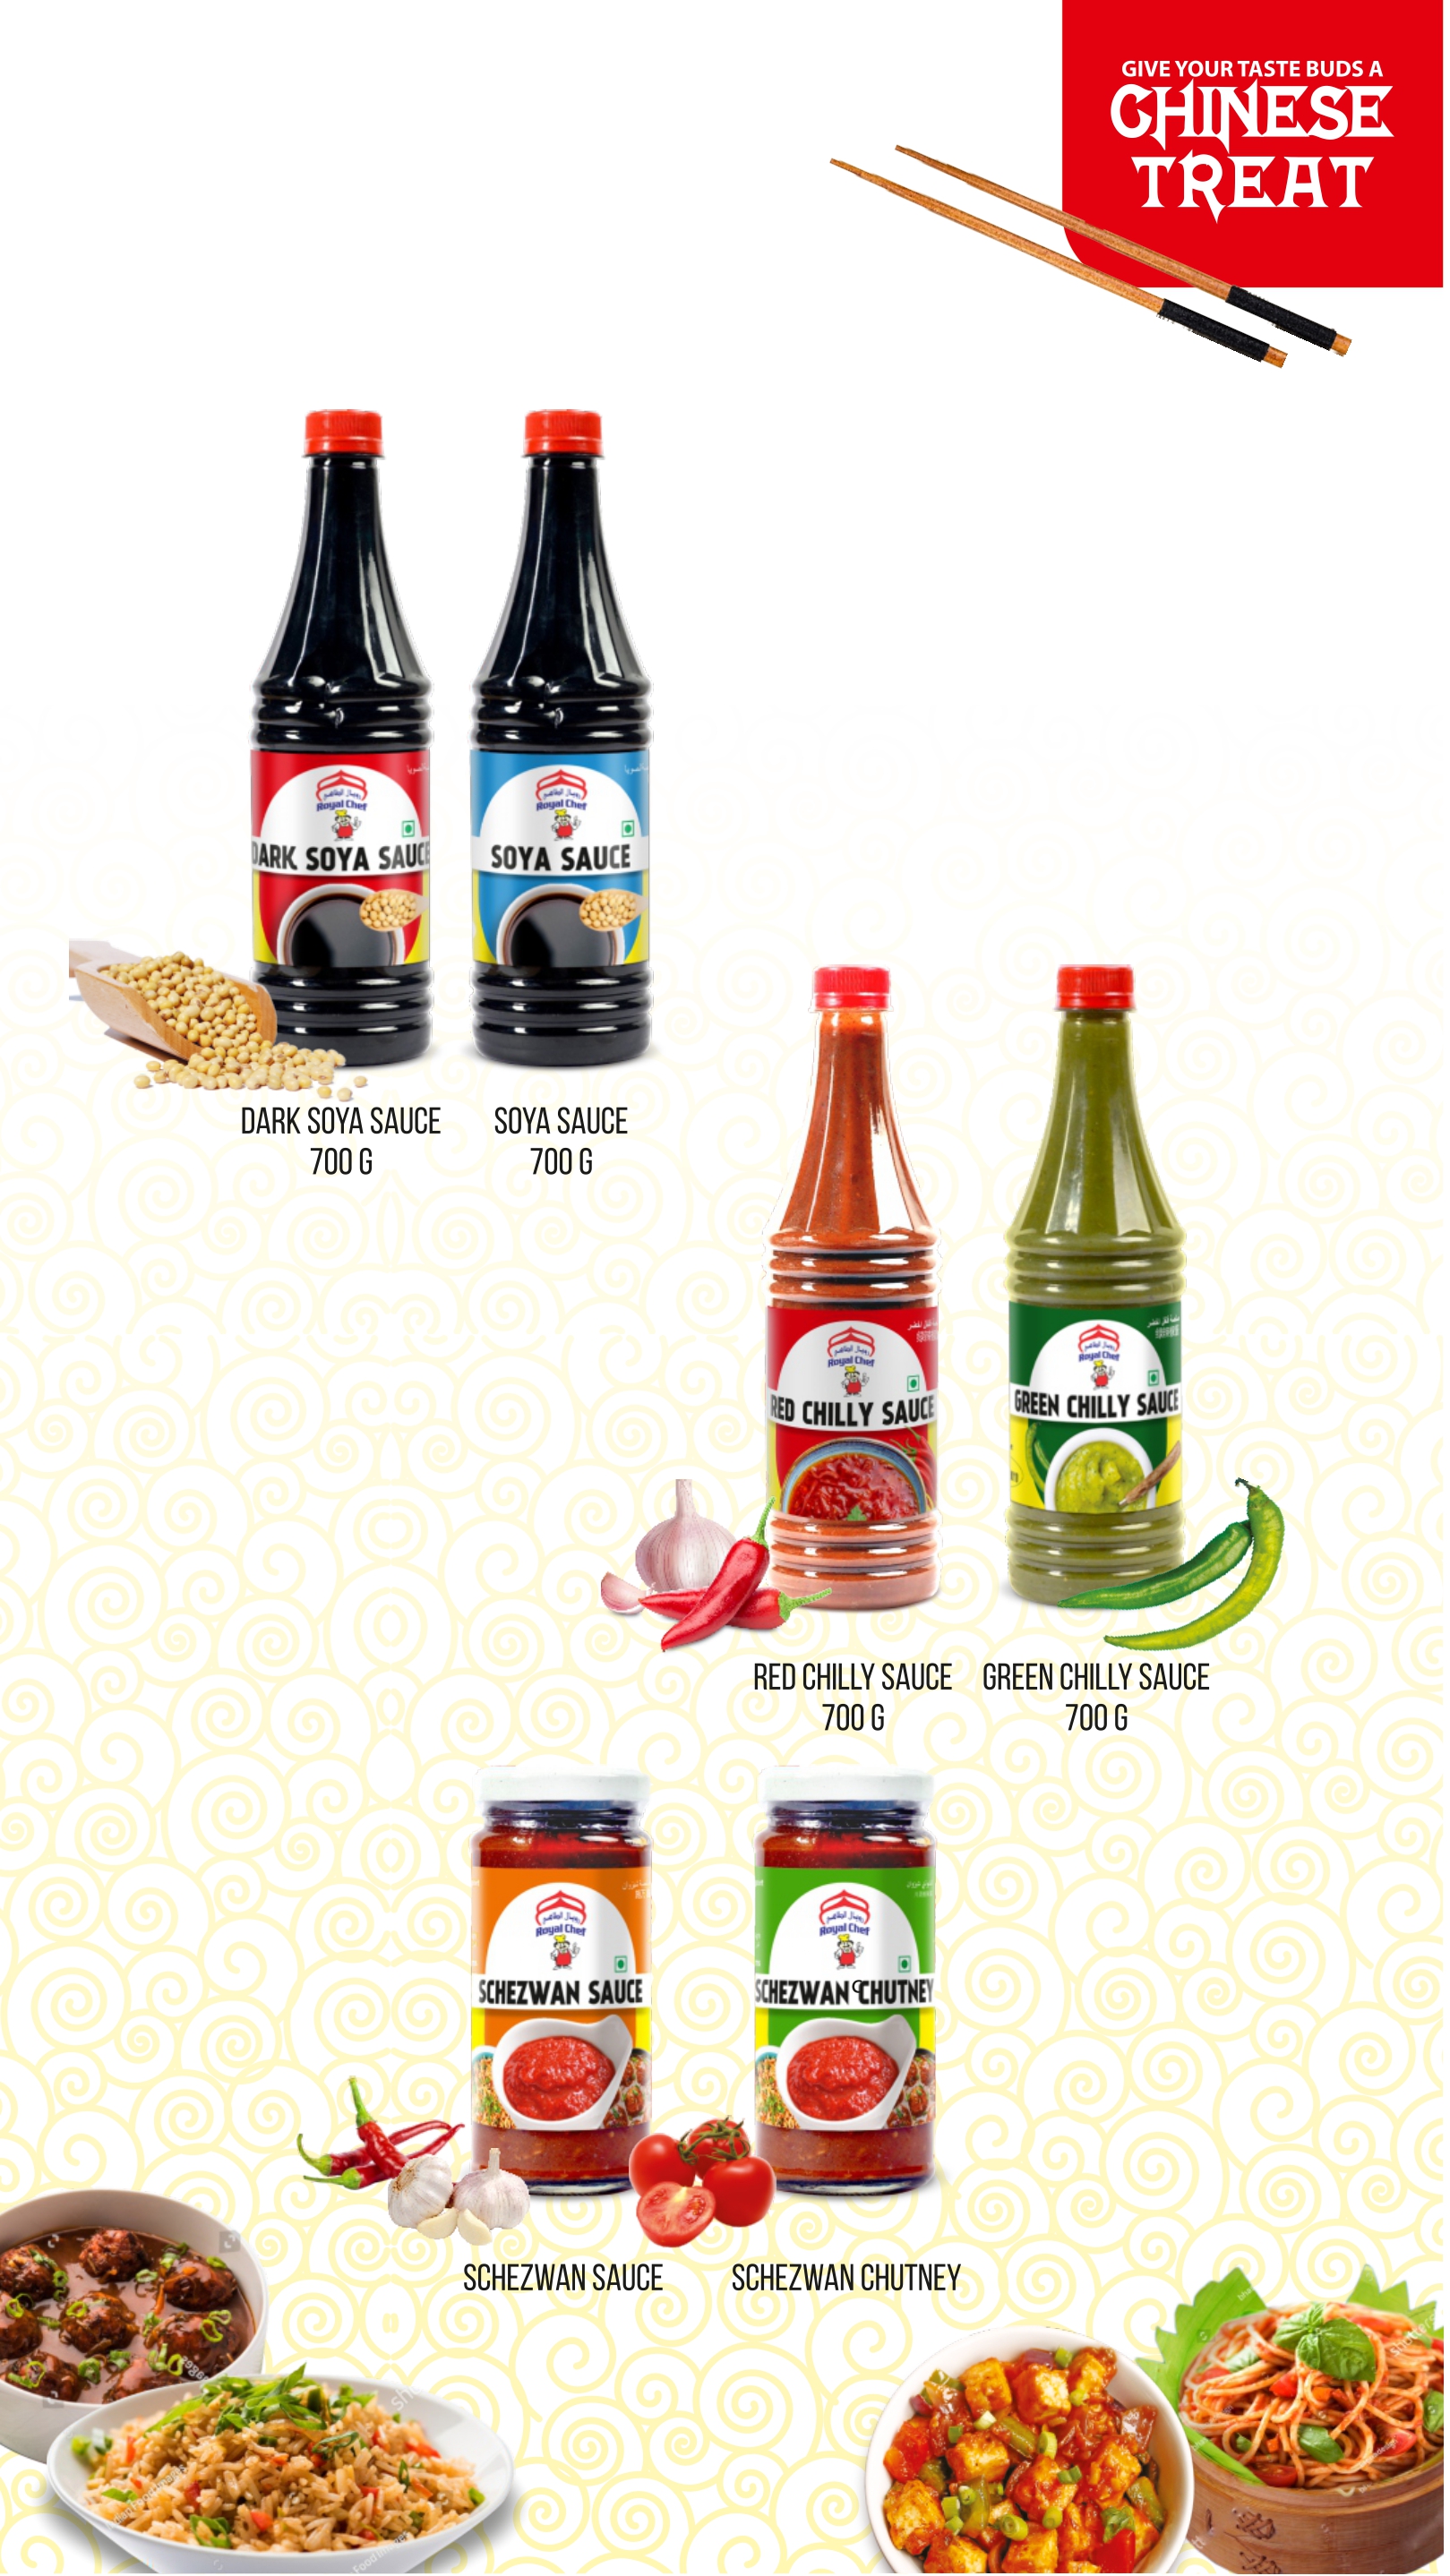 GIVE YOUR TASTE BUDS A
CHINESE
TREAT
Royal Chef
DARK SOYA SAUCE
Royal Chef
SOYA SAUCE
DARK SOYA SAUCE
700 G
SOYA SAUCE
700 G
Royal Chef
RED CHILLY SAUCE
Royal Chef
GREEN CHILLY SAUCE
RED CHILLY SAUCE
700 G
GREEN CHILLY SAUCE
700 G
Royal Chef
SCHEZWAN SAUCE
Royal Chef
SCHEZWAN CHUTNEY
SCHEZWAN SAUCE
SCHEZWAN CHUTNEY